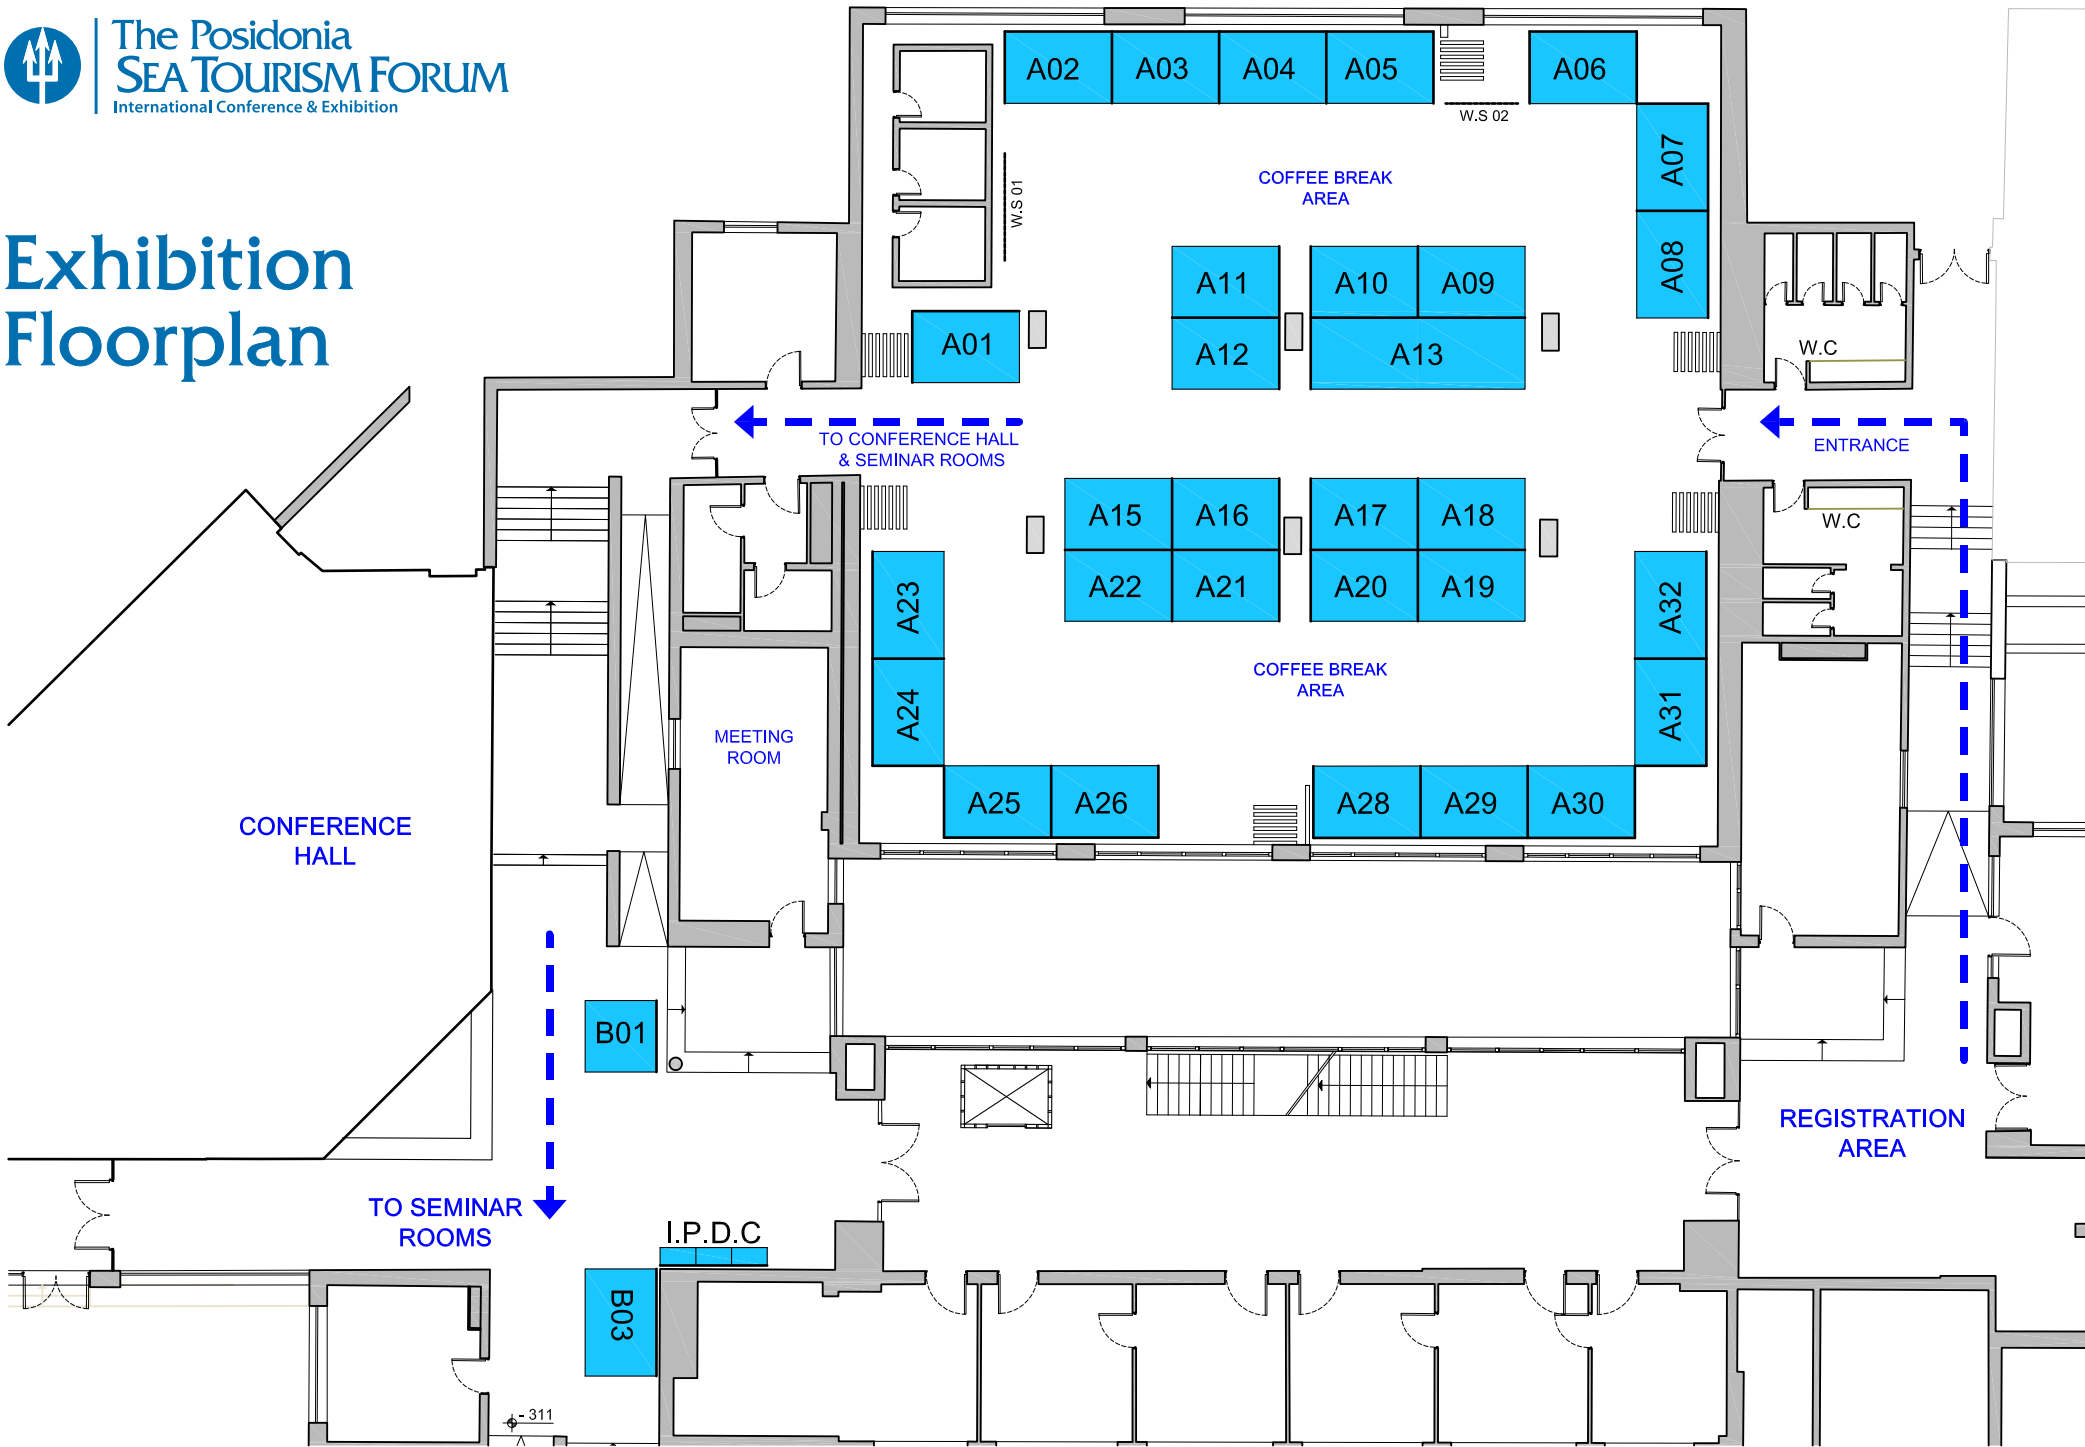 The Posidonia
SEA TOURISM FORUM
International Conference & Exhibition
Exhibition
Floorplan
A02 A03 A04 A05 A06
W.S 02
A07
COFFEE BREAK
AREA
W.S 01
A08
A11 A10 A09
A01 A12 A13
W.C
TO CONFERENCE HALL
& SEMINAR ROOMS
ENTRANCE
A15 A16 A17 A18
W.C
A22 A21 A20 A19
A23 A32
COFFEE BREAK
AREA
A24 A31
MEETING
ROOM
A25 A26 A28 A29 A30
CONFERENCE
HALL
B01
REGISTRATION
AREA
TO SEMINAR
ROOMS
I.P.D.C
B03
- 311